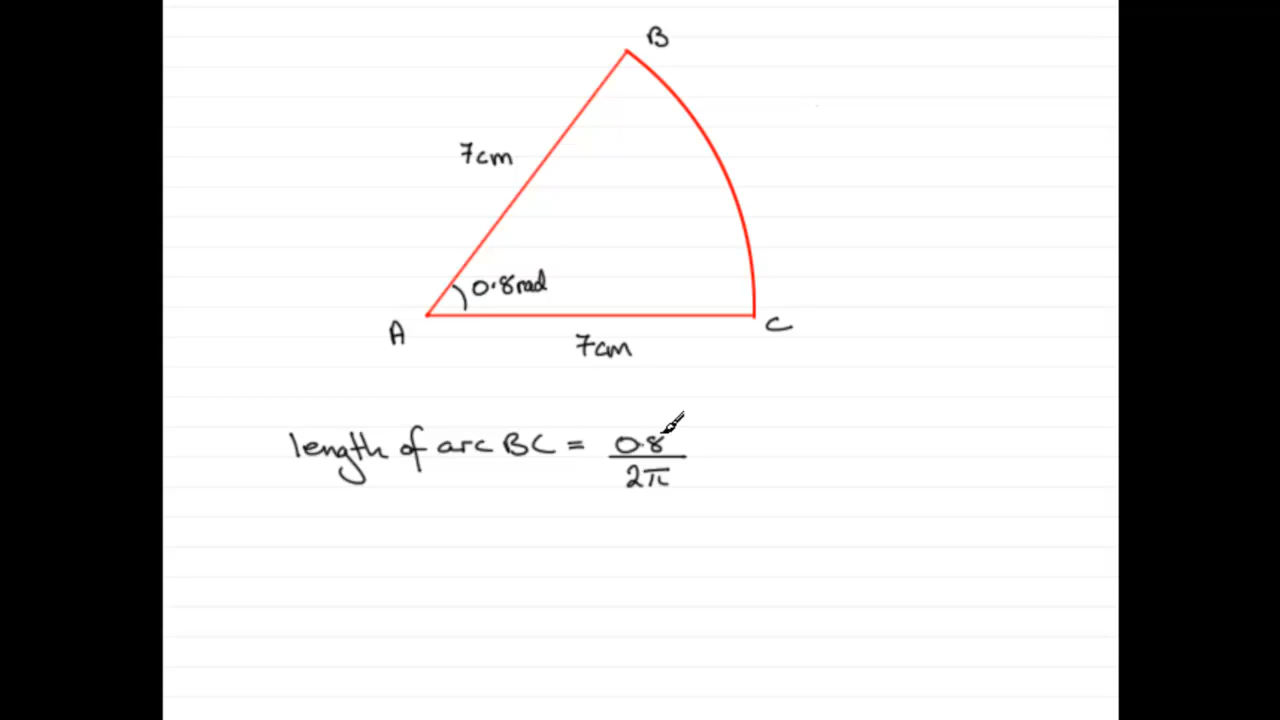 B
7cm
0.8rad
A
C
7cm
length of arc BC = 0.8
2π